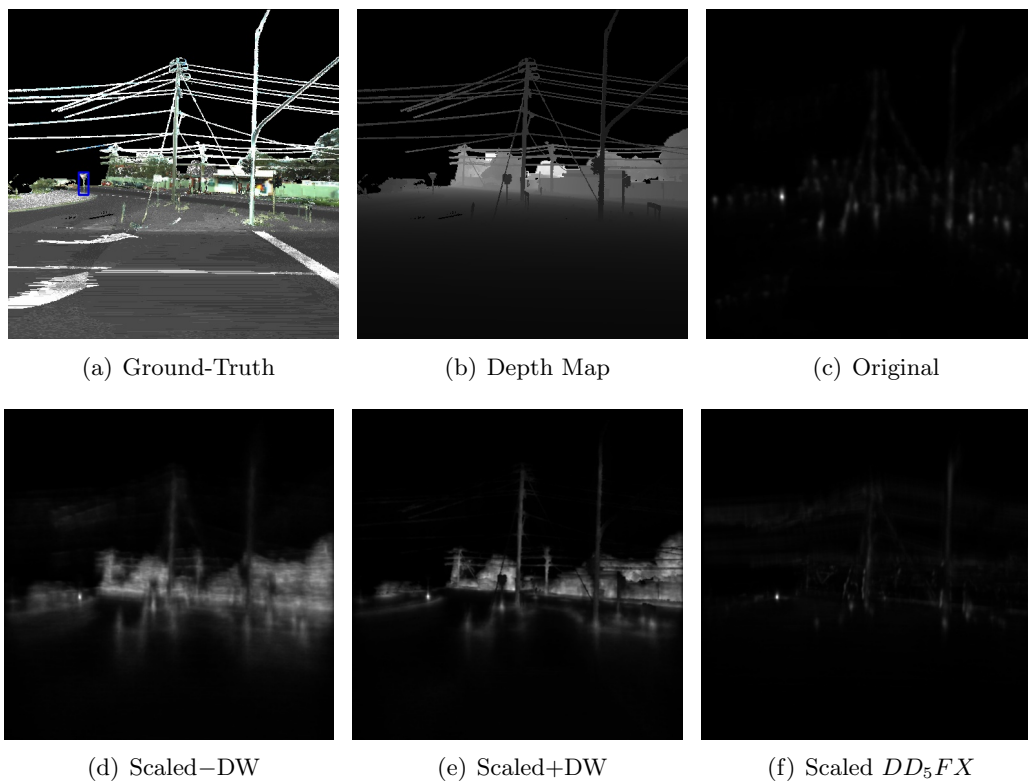 (a) Ground-Truth
(b) Depth Map
(c) Original
(d) Scaled−DW
(e) Scaled+DW
(f) Scaled DD₅FX